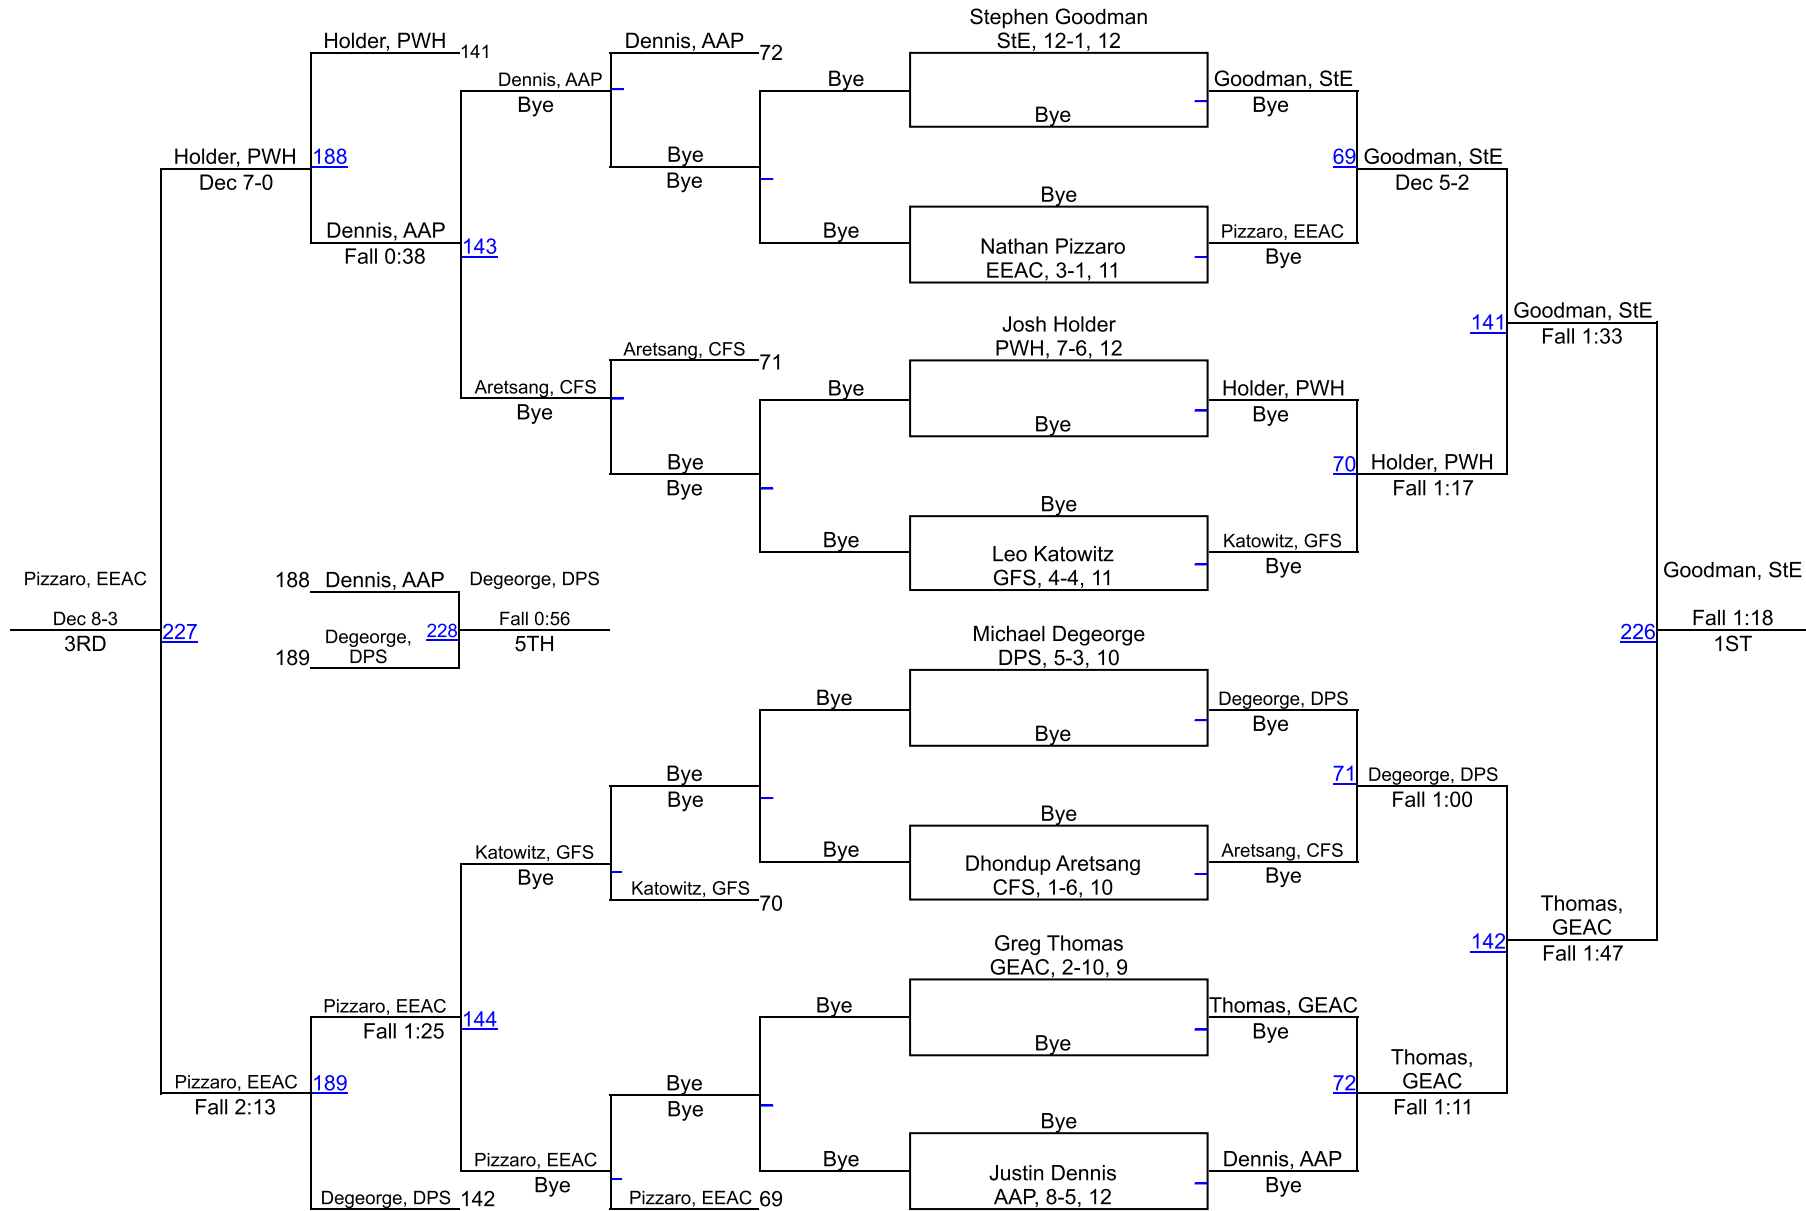 Stephen Goodman
StE, 12-1, 12
Holder, PWH 141
Dennis, AAP 72
Dennis, AAP
Bye
Bye
Bye
Goodman, StE
Bye
Holder, PWH 188
Dec 7-0
Bye
Bye
69 Goodman, StE
Dec 5-2
Bye
Dennis, AAP
Fall 0:38
143
Bye
Nathan Pizzaro
EEAC, 3-1, 11
Pizzaro, EEAC
Bye
141 Goodman, StE
Fall 1:33
Josh Holder
PWH, 7-6, 12
Aretsang, CFS 71
Aretsang, CFS
Bye
Bye
Bye
Holder, PWH
Bye
Bye
Bye
70 Holder, PWH
Fall 1:17
Bye
Bye
Leo Katowitz
GFS, 4-4, 11
Katowitz, GFS
Bye
Pizzaro, EEAC
Dec 8-3
3RD
227
188 Dennis, AAP
Degeorge, DPS
189
228
Degeorge, DPS
Fall 0:56
5TH
Goodman, StE
226 Fall 1:18
1ST
Michael Degeorge
DPS, 5-3, 10
Bye
Bye
Degeorge, DPS
Bye
Bye
Bye
71 Degeorge, DPS
Fall 1:00
Bye
Bye
Dhondup Aretsang
CFS, 1-6, 10
Aretsang, CFS
Bye
Katowitz, GFS
Bye
Katowitz, GFS 70
Thomas,
GEAC
142
Fall 1:47
Greg Thomas
GEAC, 2-10, 9
Pizzaro, EEAC
Fall 1:25
144
Bye
Bye
Thomas, GEAC
Bye
Pizzaro, EEAC 189
Fall 2:13
Bye
Bye
Thomas,
GEAC
72
Fall 1:11
Bye
Pizzaro, EEAC
Bye
Bye
Justin Dennis
AAP, 8-5, 12
Dennis, AAP
Bye
Degeorge, DPS 142
Pizzaro, EEAC 69